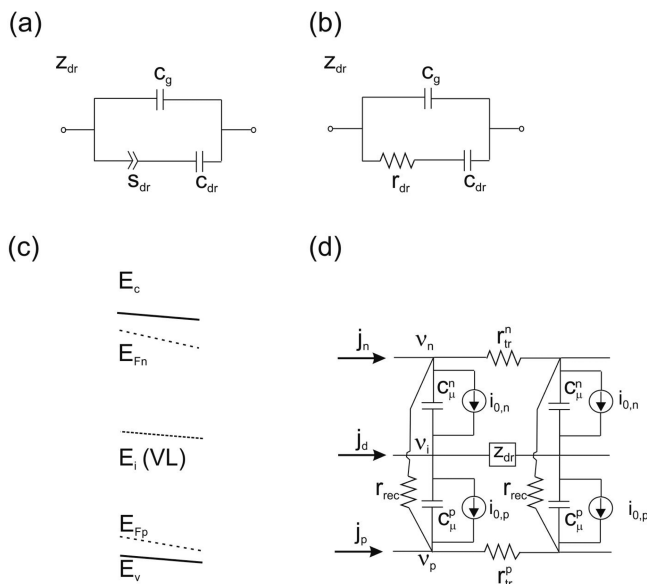 (a)
z_dr
c_g
s_dr
c_dr
(b)
z_dr
c_g
r_dr
c_dr
(c)
E_c
E_Fn
E_i (VL)
E_Fp
E_v
(d)
j_n
ν_n
r_tr^n
c_μ^n
i_0,n
c_μ^n
i_0,n
j_d
ν_i
z_dr
r_rec
c_μ^p
i_0,p
r_rec
c_μ^p
i_0,p
j_p
ν_p
r_tr^p